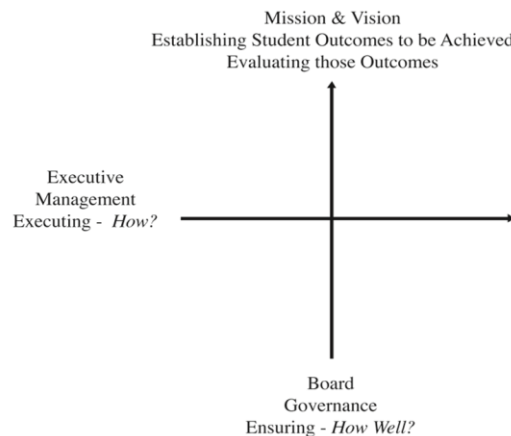 Mission & Vision
Establishing Student Outcomes to be Achieved
Evaluating those Outcomes
Executive
Management
Executing - How?
Board
Governance
Ensuring - How Well?